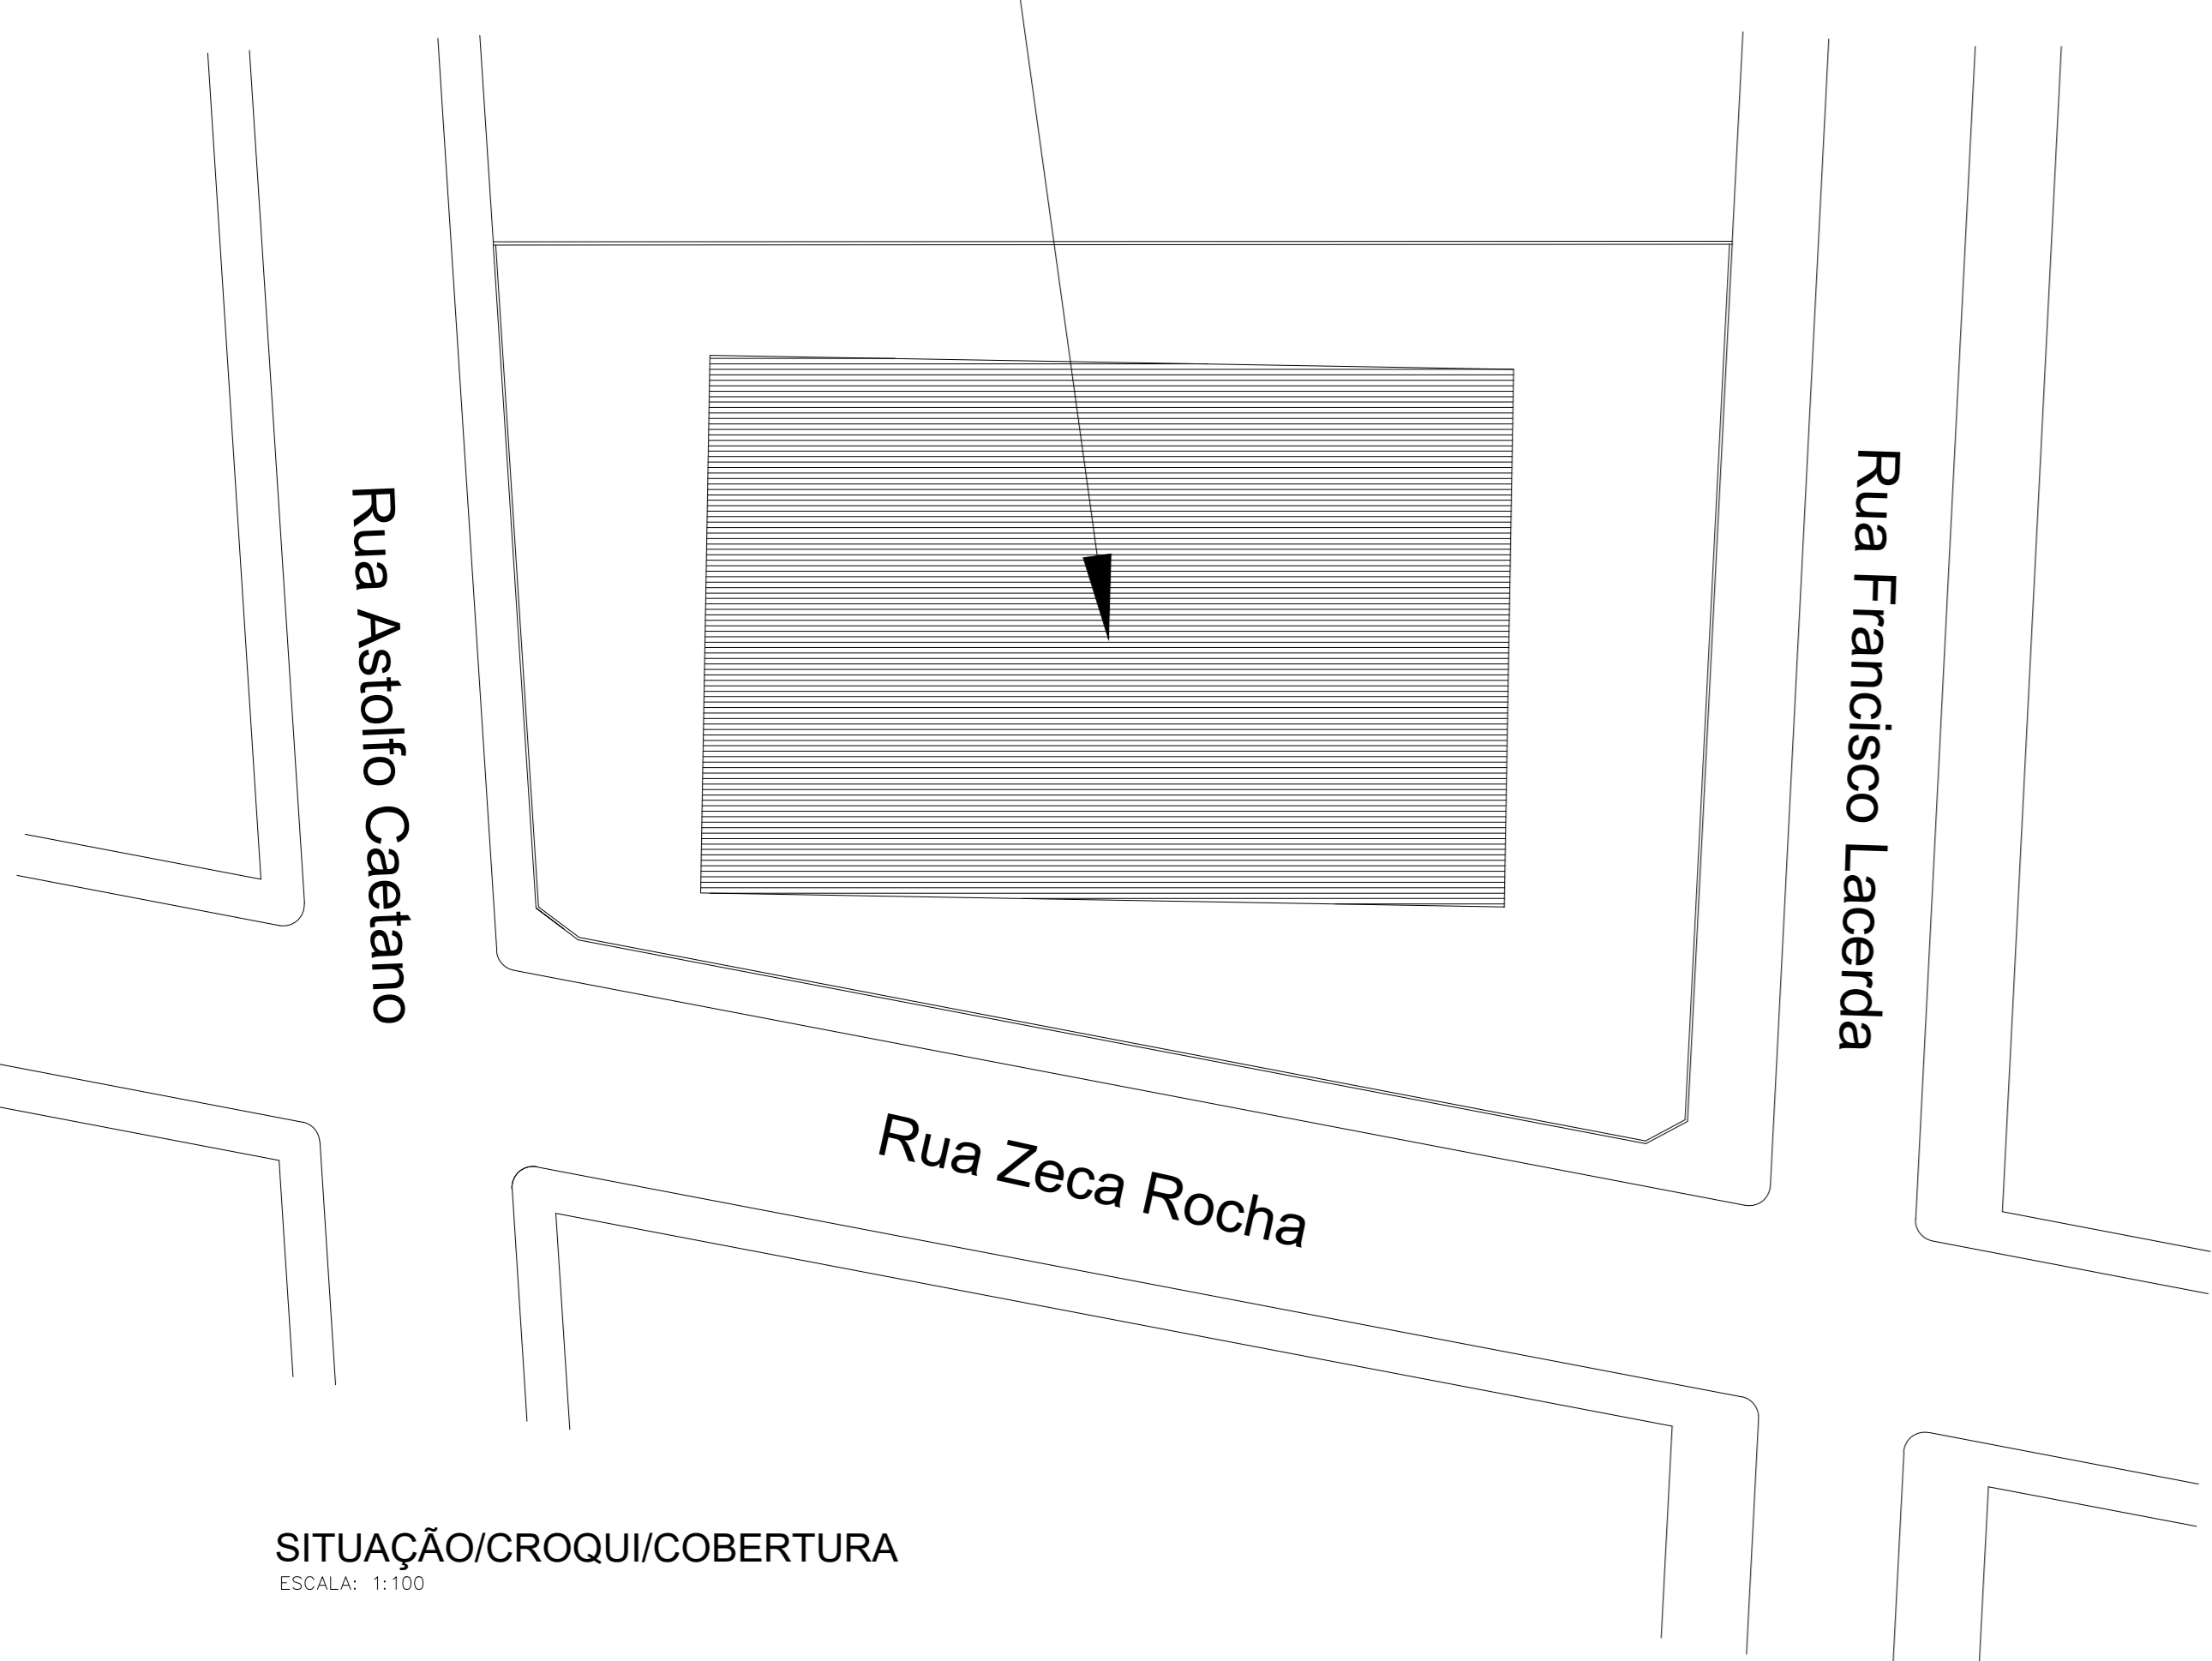 Rua Astolfo Caetano
Rua Francisco Lacerda
Rua Zeca Rocha
SITUAÇÃO/CROQUI/COBERTURA
ESCALA: 1:100